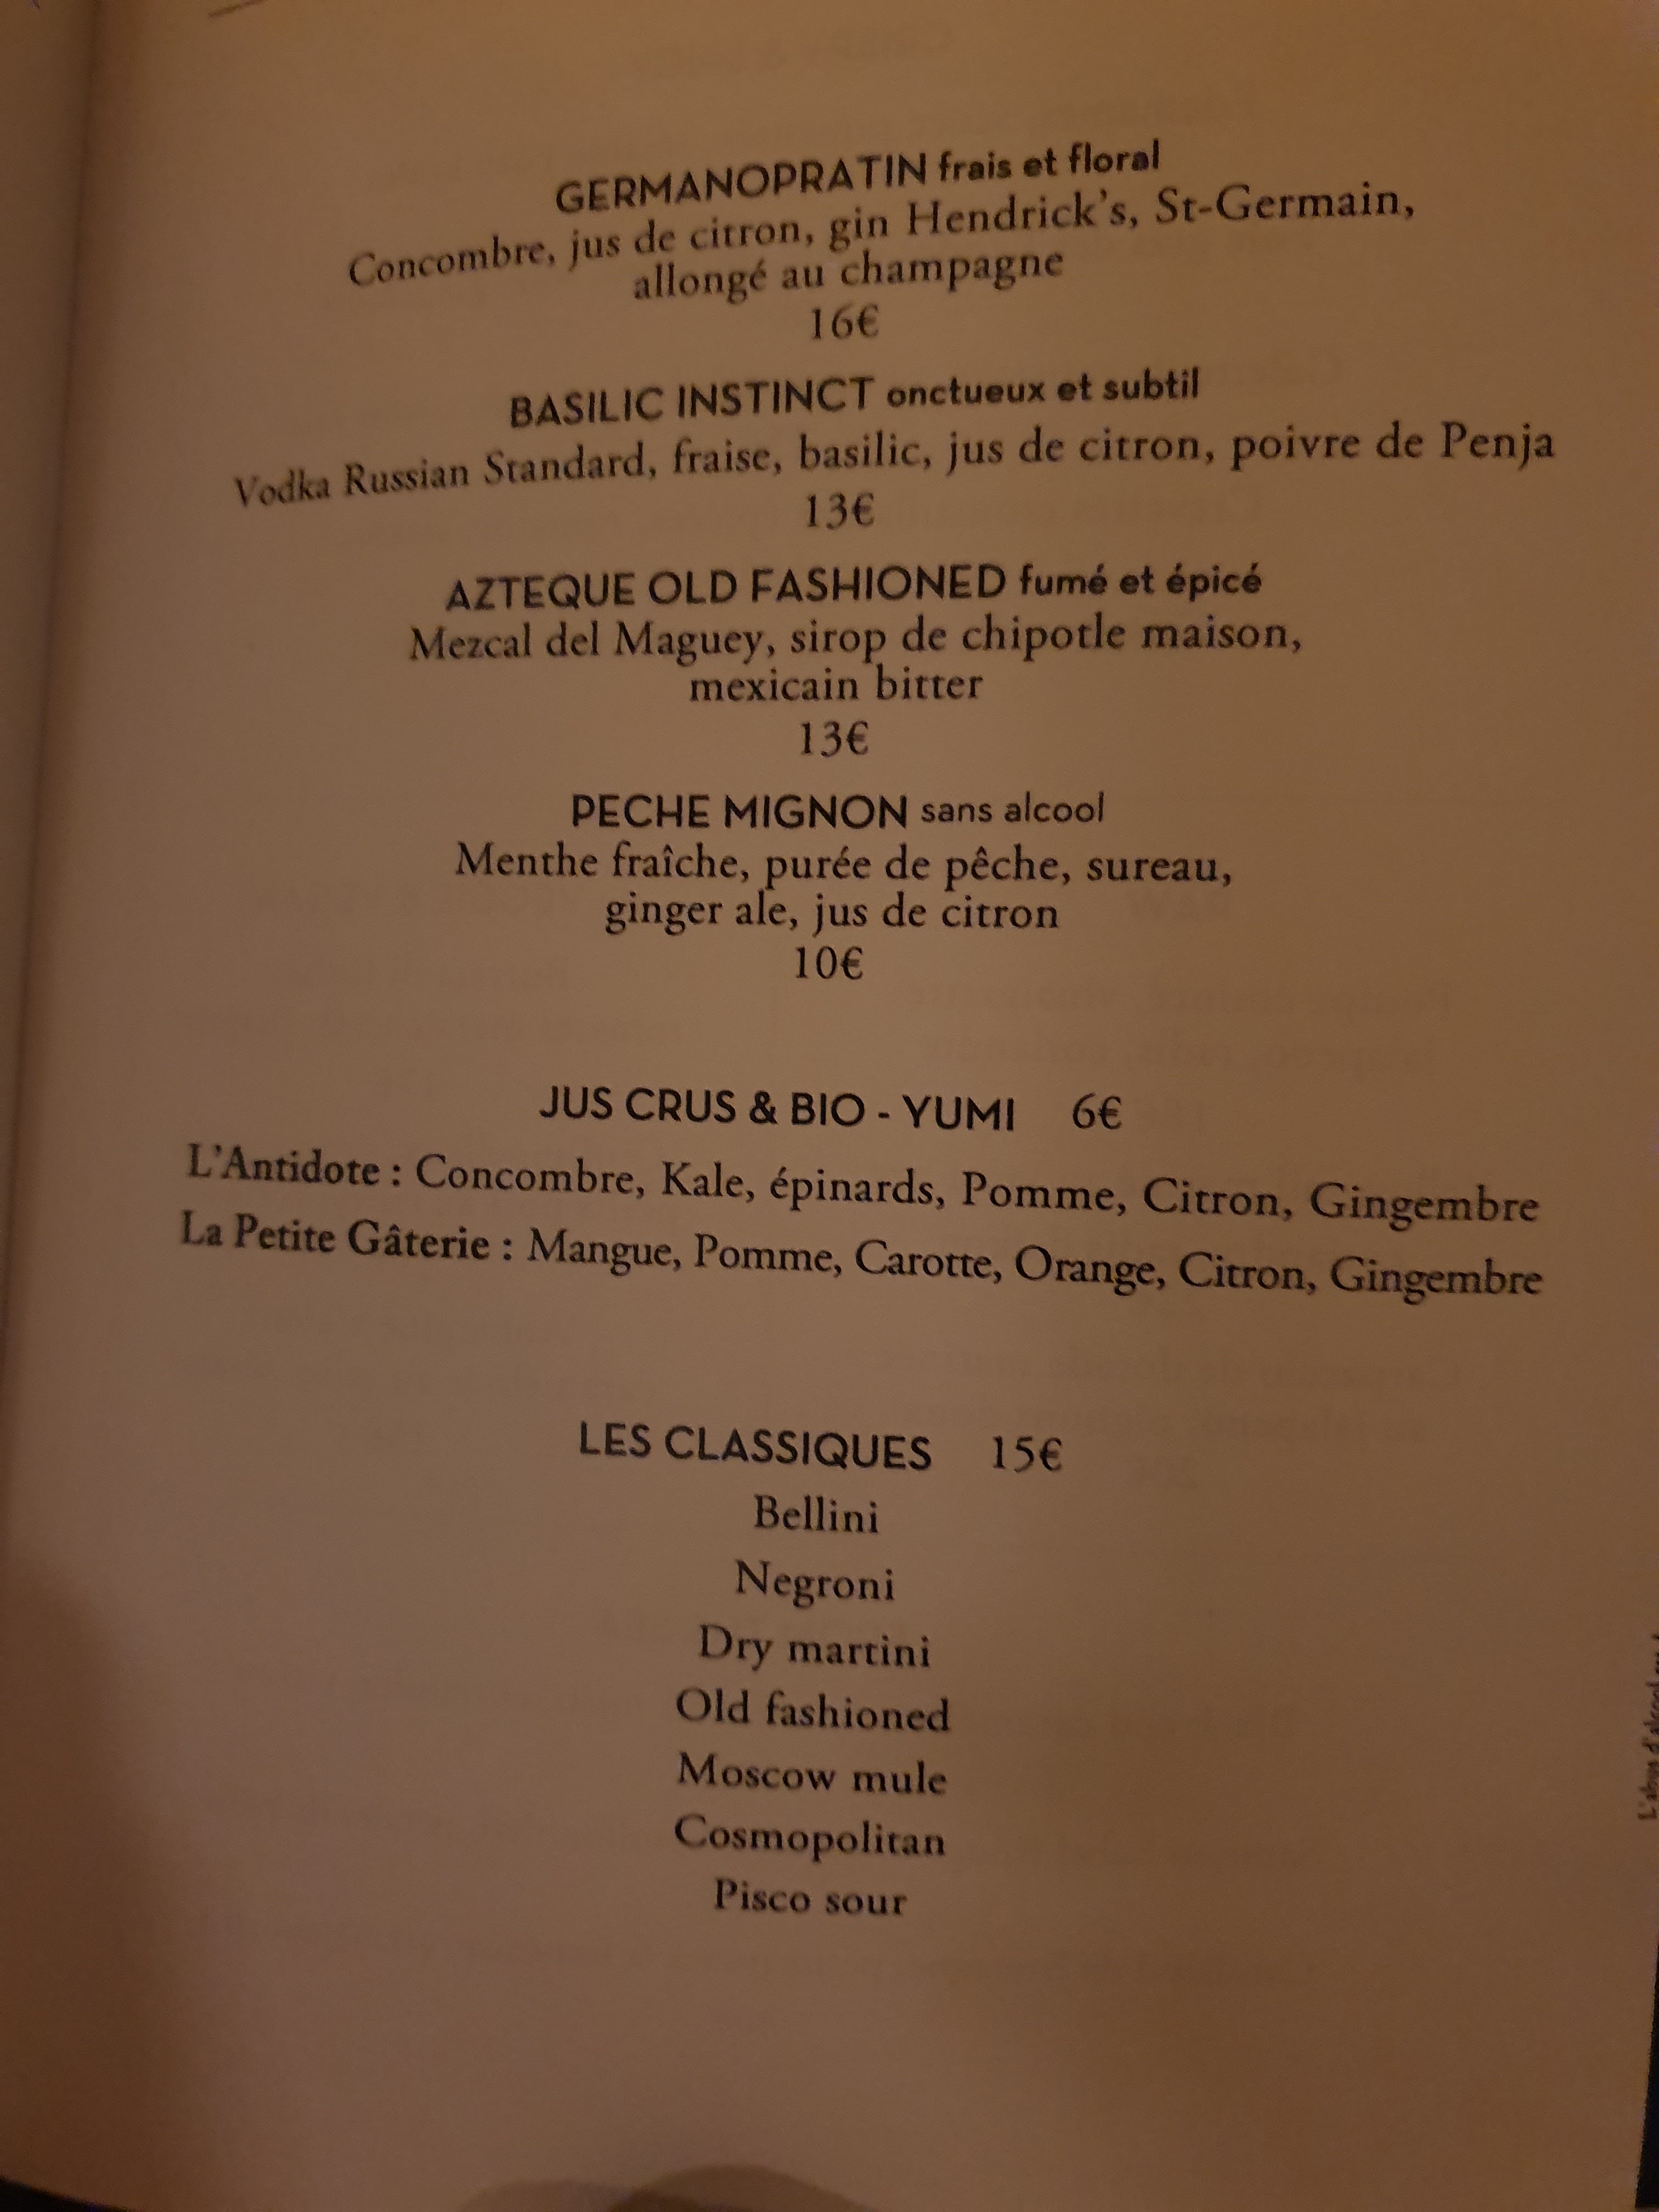 GERMANOPRATIN frais et floral
Concombre, jus de citron, gin Hendrick's, St-Germain,
allongé au champagne
16€
BASILIC INSTINCT onctueux et subtil
Vodka Russian Standard, fraise, basilic, jus de citron, poivre de Penja
13€
AZTEQUE OLD FASHIONED fumé et épicé
Mezcal del Maguey, sirop de chipotle maison,
mexicain bitter
13€
PECHE MIGNON sans alcool
Menthe fraîche, purée de pêche, sureau,
ginger ale, jus de citron
10€
JUS CRUS & BIO - YUMI 6€
L'Antidote : Concombre, Kale, épinards, Pomme, Citron, Gingembre
La Petite Gâterie : Mangue, Pomme, Carotte, Orange, Citron, Gingembre
LES CLASSIQUES 15€
Bellini
Negroni
Dry martini
Old fashioned
Moscow mule
Cosmopolitan
Pisco sour
L'abus d'alcool